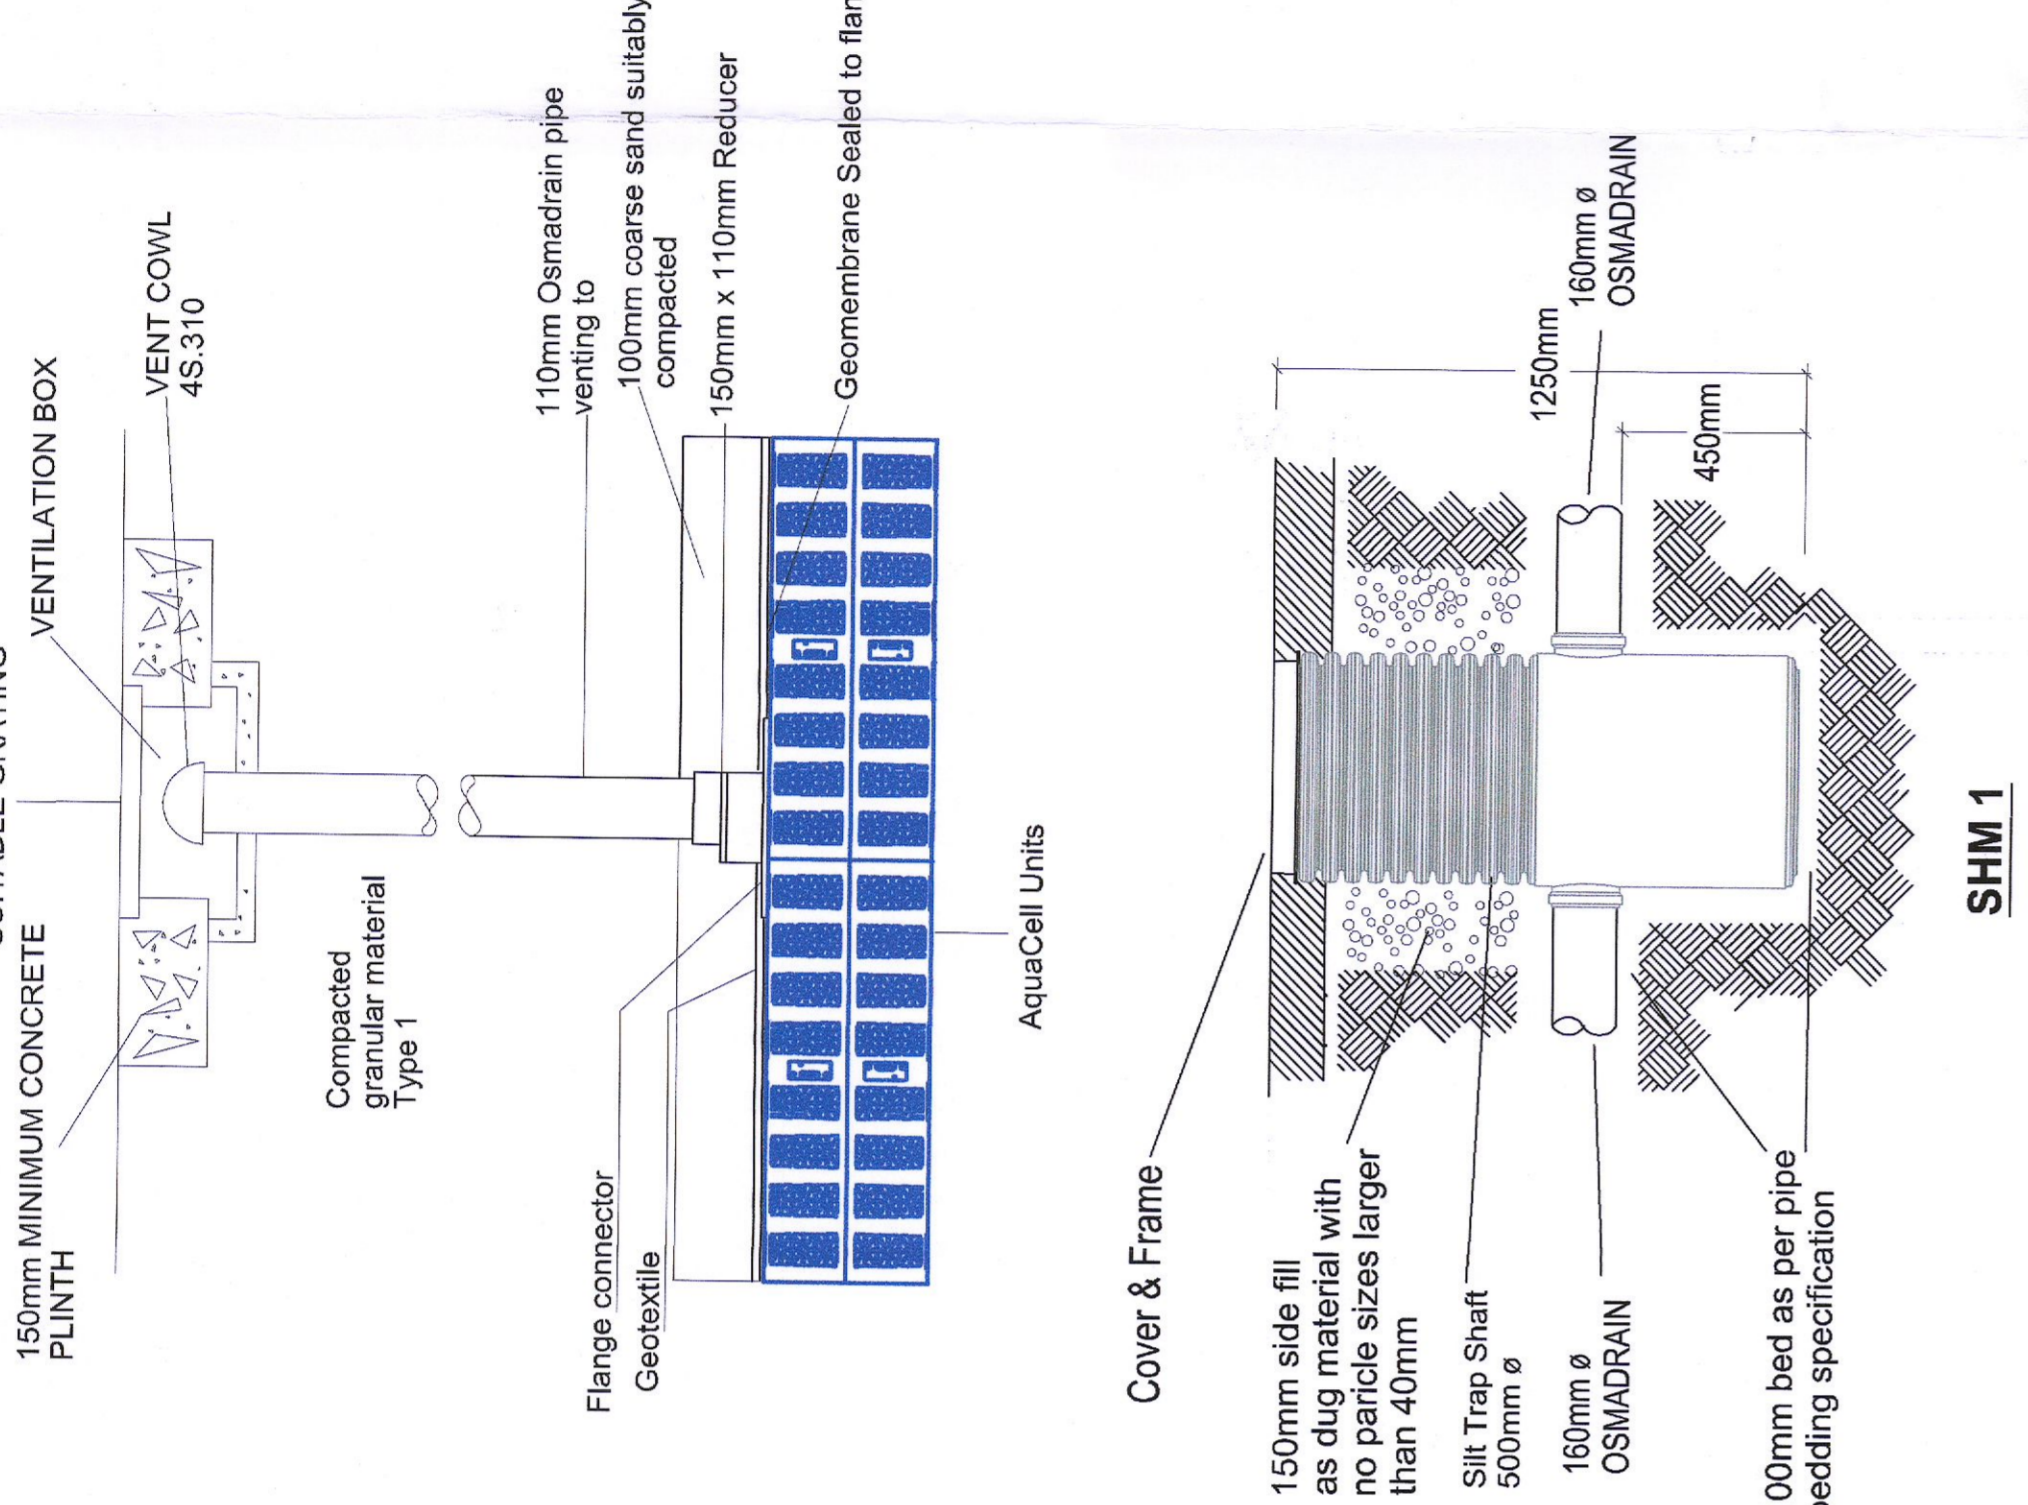 150mm MINIMUM CONCRETE
PLINTH
VENTILATION BOX
VENT COWL
4S.310
Compacted
granular material
Type 1
110mm Osmadrain pipe
venting to
100mm coarse sand suitably
compacted
150mm x 110mm Reducer
Geomembrane Sealed to
Flange connector
Geotextile
AquaCell Units
Cover & Frame
150mm side fill
as dug material with
no paricle sizes larger
than 40mm
Silt Trap Shaft
500mm ø
160mm ø
OSMADRAIN
00mm bed as per pipe
bedding specification
1250mm
450mm
160mm ø
OSMADRAIN
SHM 1